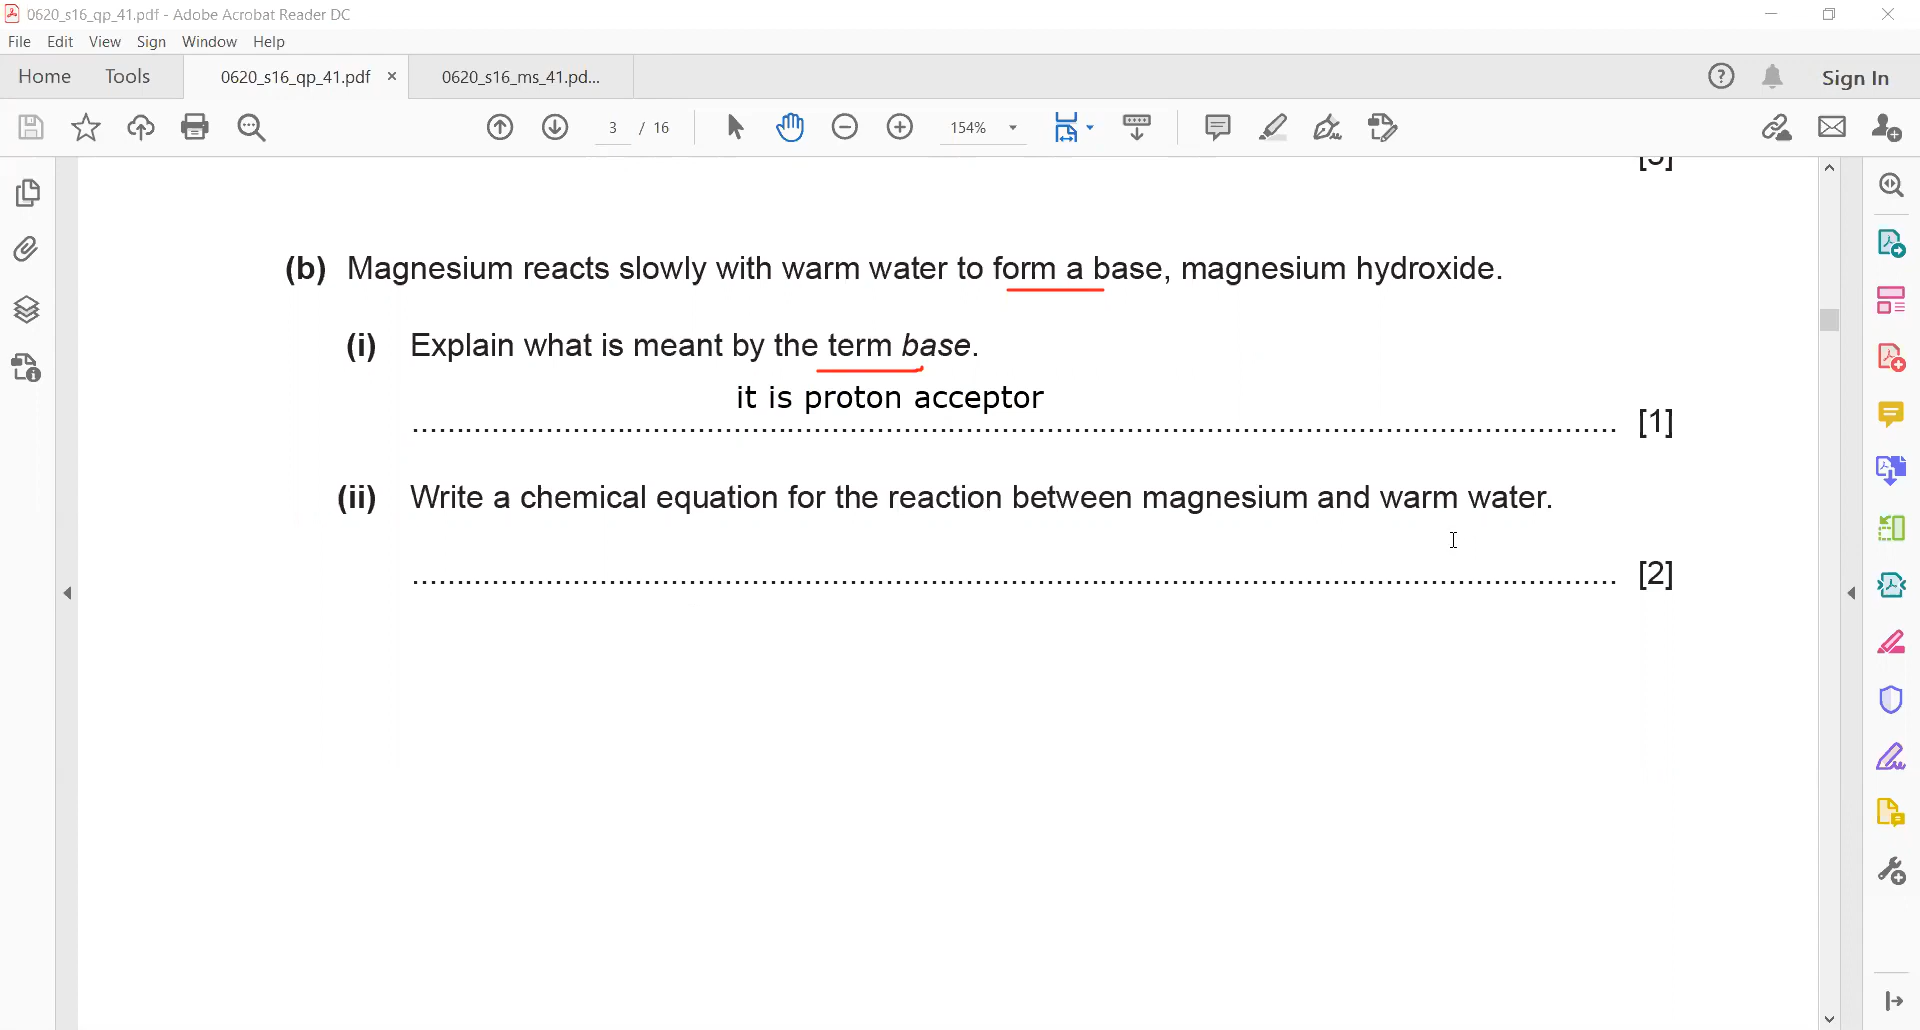 0620_s16_qp_41.pdf - Adobe Acrobat Reader DC
File Edit View Sign Window Help
Home Tools 0620_s16_qp_41.pdf × 0620_s16_ms_41.pd... Sign In
3 / 16 154%
[3]
(b) Magnesium reacts slowly with warm water to form a base, magnesium hydroxide.
(i) Explain what is meant by the term base.
it is proton acceptor
.......................................................................................................................................... [1]
(ii) Write a chemical equation for the reaction between magnesium and warm water.
.......................................................................................................................................... [2]